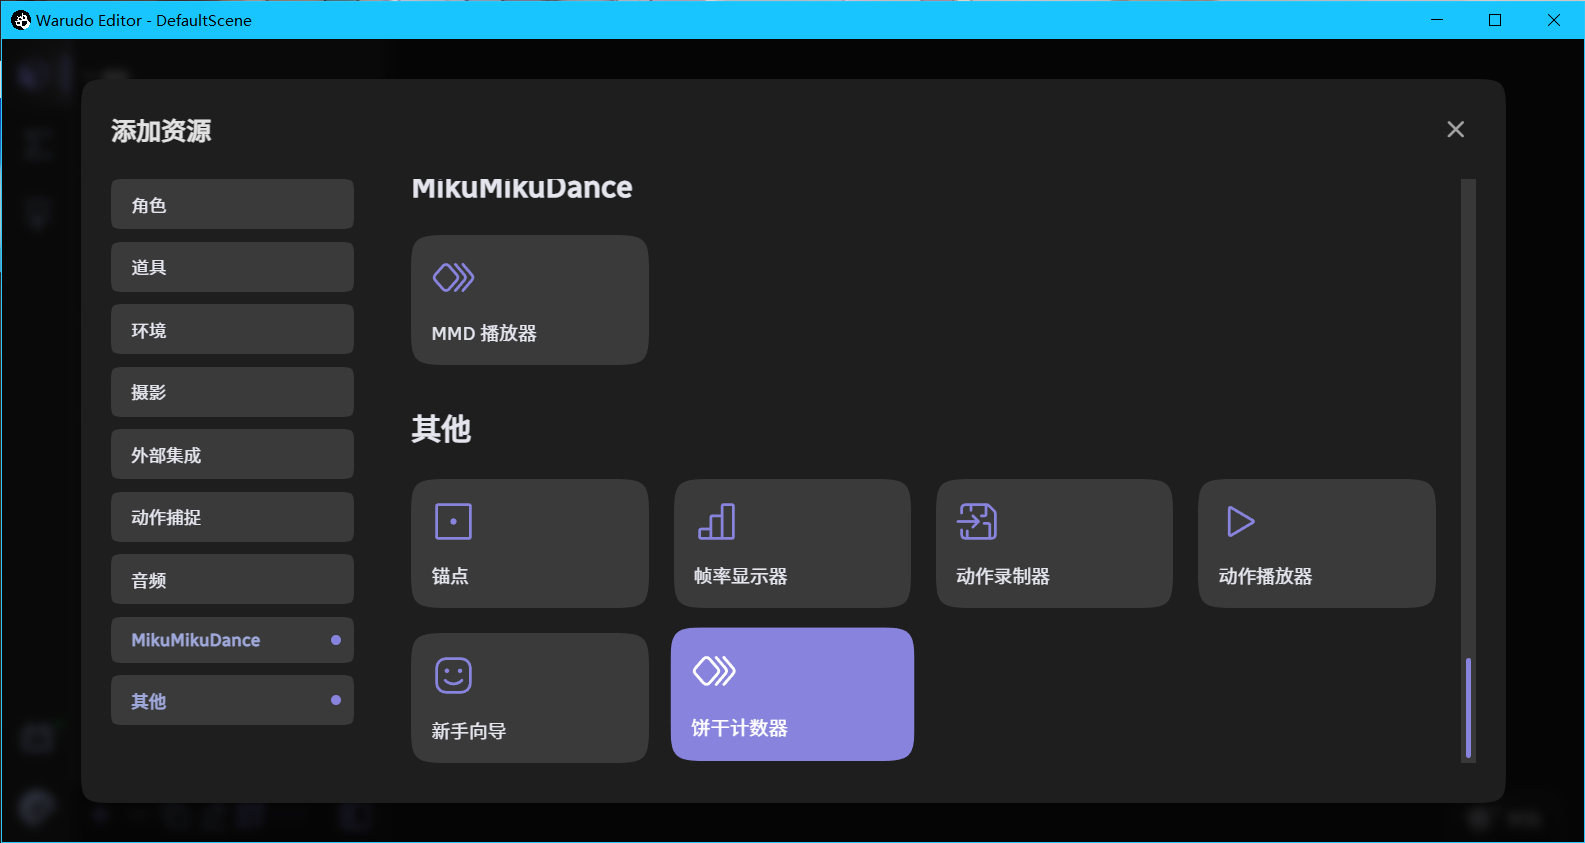 Warudo Editor - DefaultScene
添加资源
角色
道具
环境
摄影
外部集成
动作捕捉
音频
MikuMikuDance
其他
MikuMikuDance
MMD 播放器
其他
锚点
帧率显示器
动作录制器
动作播放器
新手向导
饼干计数器